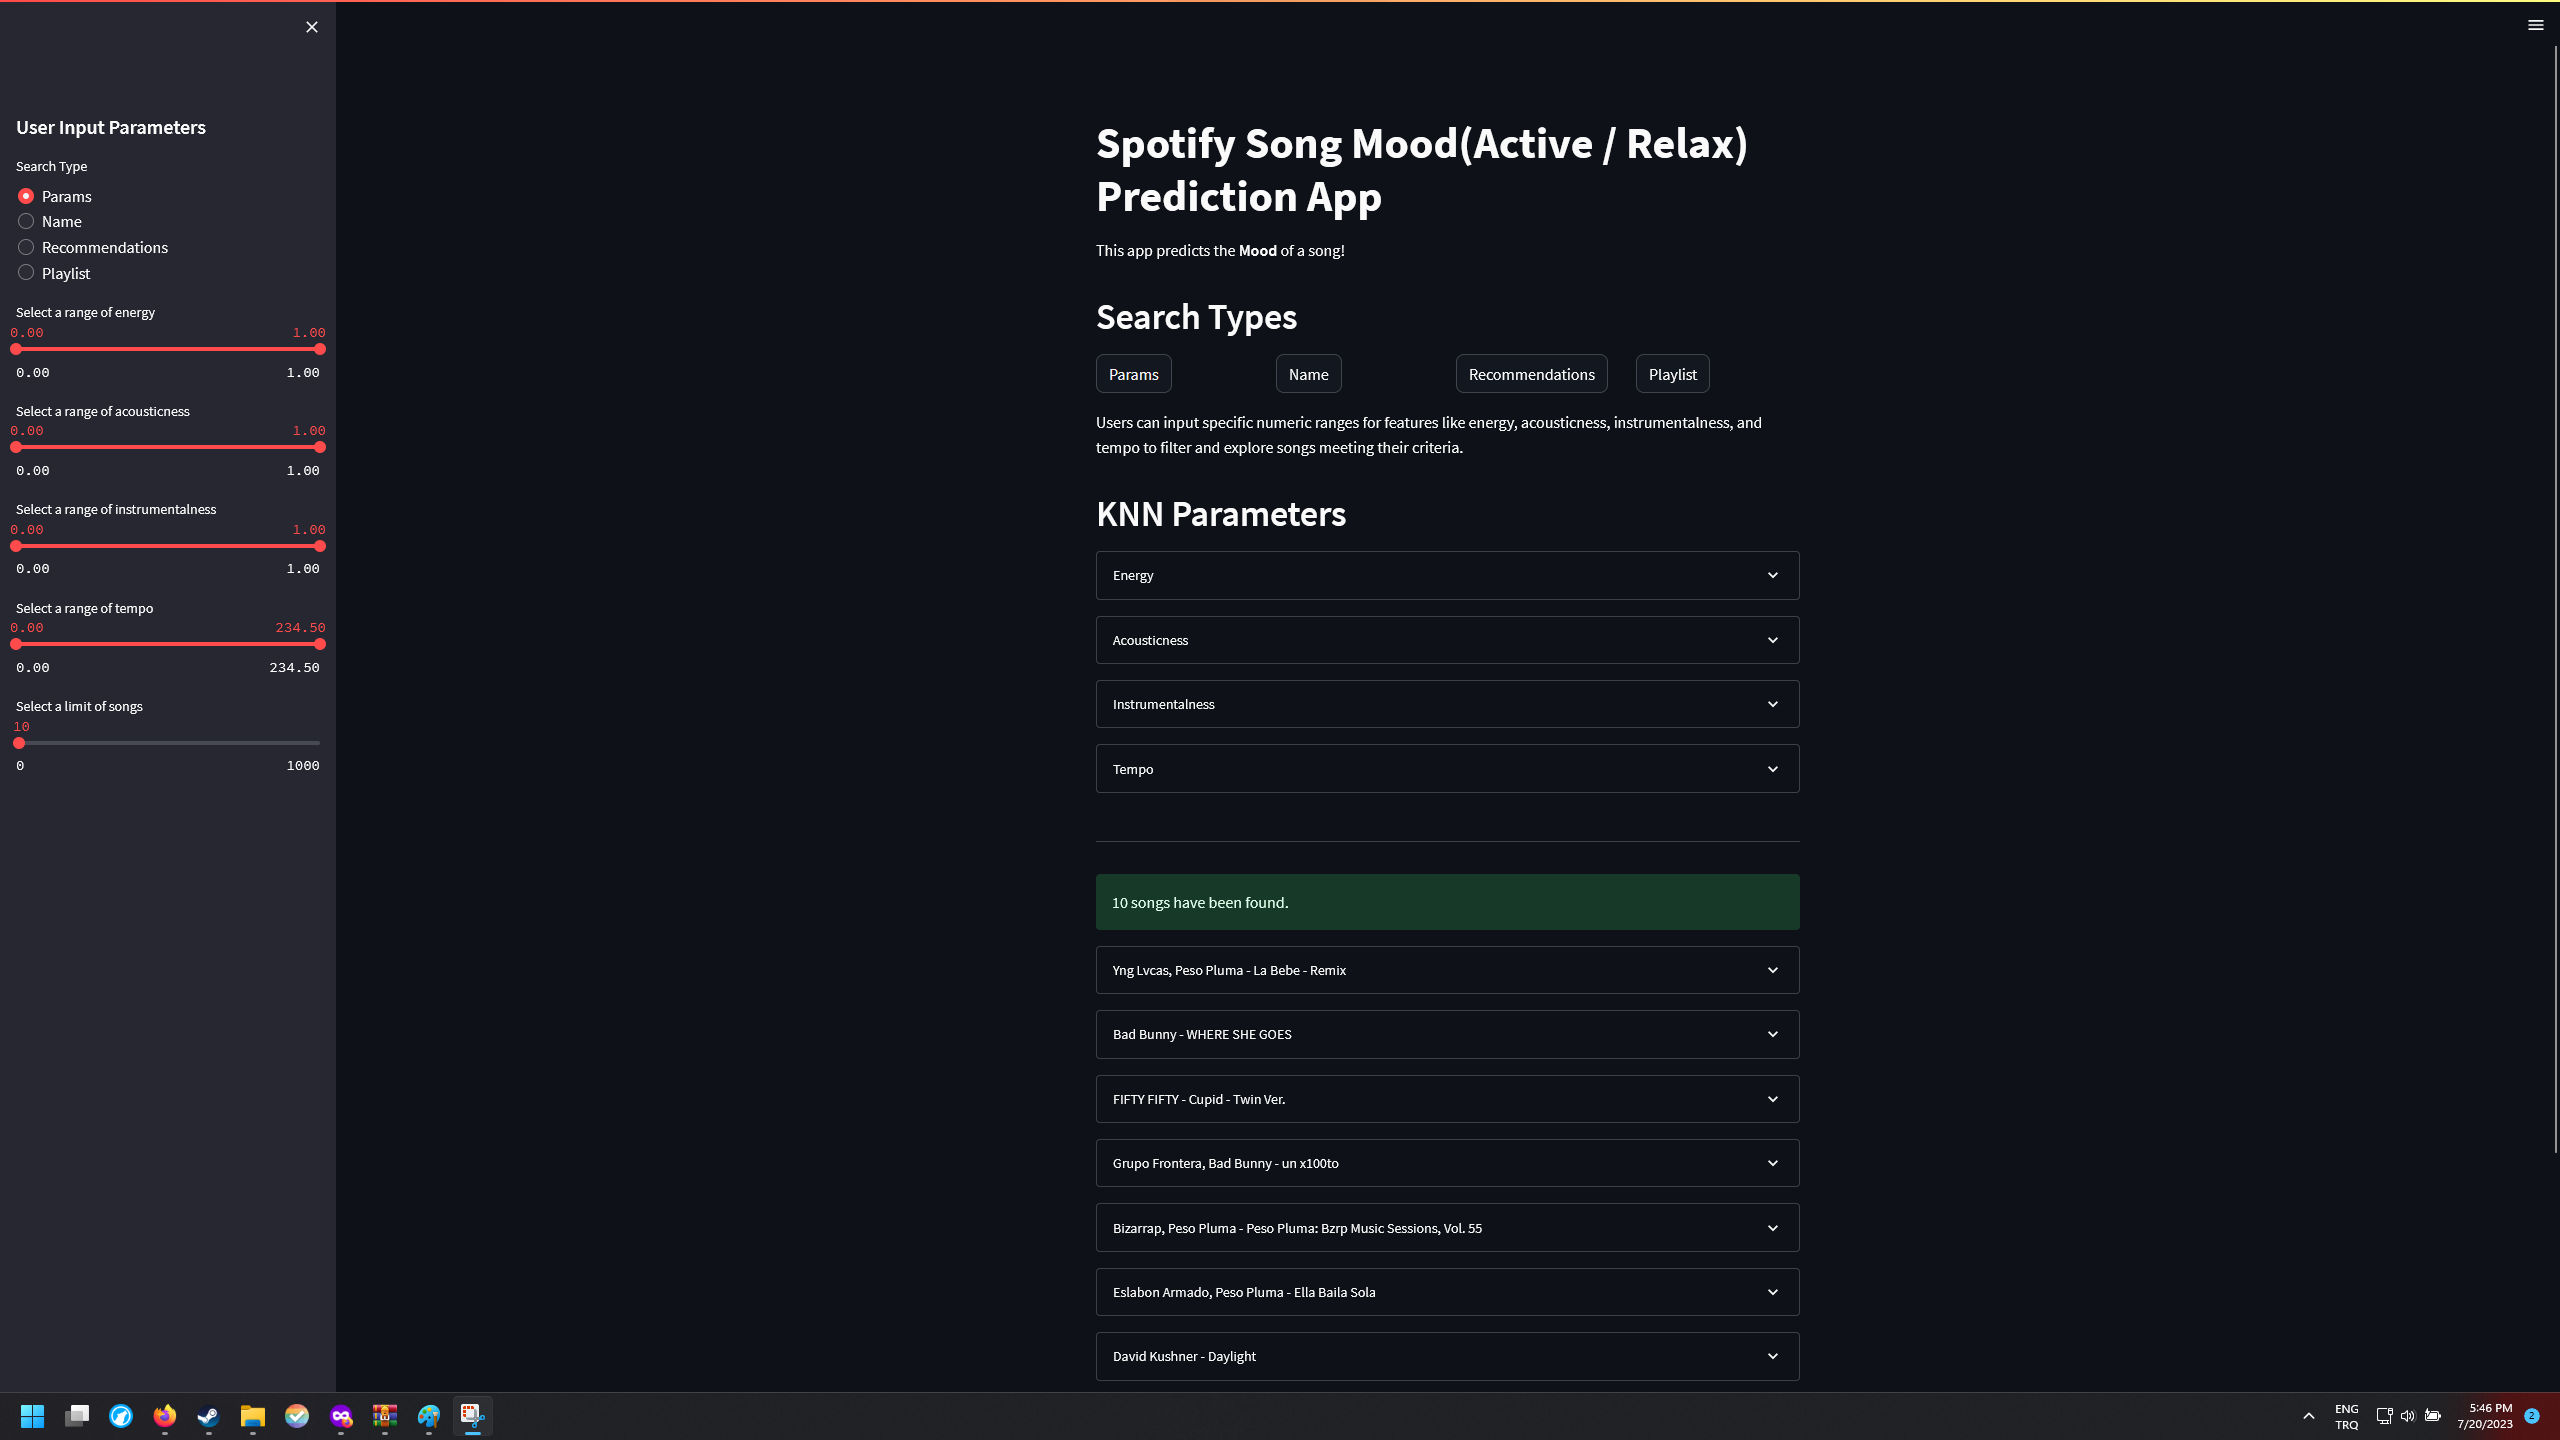 User Input Parameters
Search Type
Params
Name
Recommendations
Playlist
Select a range of energy
0.00 1.00
0.00 1.00
Select a range of acousticness
0.00 1.00
0.00 1.00
Select a range of instrumentalness
0.00 1.00
0.00 1.00
Select a range of tempo
0.00 234.50
0.00 234.50
Select a limit of songs
10
0 1000
Spotify Song Mood(Active / Relax)
Prediction App
This app predicts the Mood of a song!
Search Types
Params Name Recommendations Playlist
Users can input specific numeric ranges for features like energy, acousticness, instrumentalness, and
tempo to filter and explore songs meeting their criteria.
KNN Parameters
Energy
Acousticness
Instrumentalness
Tempo
10 songs have been found.
Yng Lvcas, Peso Pluma - La Bebe - Remix
Bad Bunny - WHERE SHE GOES
FIFTY FIFTY - Cupid - Twin Ver.
Grupo Frontera, Bad Bunny - un x100to
Bizarrap, Peso Pluma - Peso Pluma: Bzrp Music Sessions, Vol. 55
Eslabon Armado, Peso Pluma - Ella Baila Sola
David Kushner - Daylight
ENG
TRQ
5:46 PM
7/20/2023
2